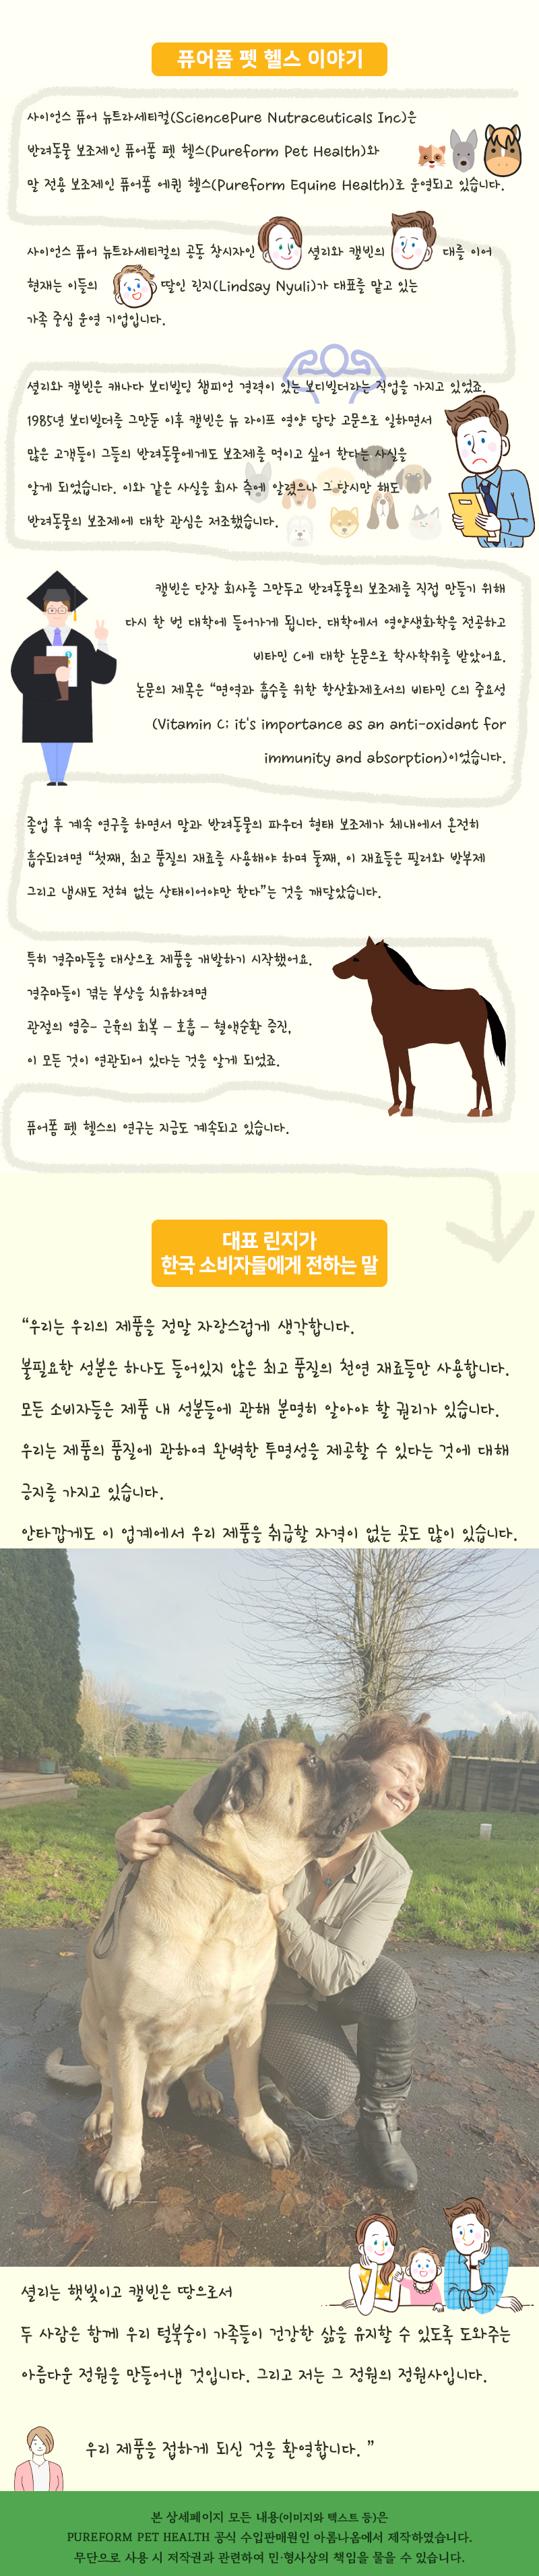 퓨어폼 펫 헬스 이야기
사이언스 퓨어 뉴트라세티컬(SciencePure Nutraceuticals Inc)은
반려동물 보조제인 퓨어폼 펫 헬스(Pureform Pet Health)와
말 전용 보조제인 퓨어폼 에퀸 헬스(Pureform Equine Health)로 운영되고 있습니다.
사이언스 퓨어 뉴트라세티컬의 공동 창시자인 셜리와 캘빈의 대를 이어
현재는 이들의 딸인 린지(Lindsay Nyuli)가 대표를 맡고 있는
가족 중심 운영 기업입니다.
셜리와 캘빈은 캐나다 보디빌딩 챔피언 경력이 있는 보디빌더라는 직업을 가지고 있었죠.
1985년 보디빌더를 그만둔 이후 캘빈은 뉴 라이프 영양 담당 고문으로 일하면서
많은 고객들이 그들의 반려동물에게도 보조제를 먹이고 싶어 한다는 사실을
알게 되었습니다. 이와 같은 사실을 회사 측에 알렸으나 그 당시만 해도
반려동물의 보조제에 대한 관심은 저조했습니다.
캘빈은 당장 회사를 그만두고 반려동물의 보조제를 직접 만들기 위해
다시 한 번 대학에 들어가게 됩니다. 대학에서 영양생화학을 전공하고
비타민 C에 대한 논문으로 학사학위를 받았어요.
논문의 제목은 “면역과 흡수를 위한 항산화제로서의 비타민 C의 중요성
(Vitamin C; it's importance as an anti-oxidant for
immunity and absorption)이었습니다.
졸업 후 계속 연구를 하면서 말과 반려동물의 파우더 형태 보조제가 체내에서 온전히
흡수되려면 “첫째, 최고 품질의 재료를 사용해야 하며 둘째, 이 재료들은 필러와 방부제
그리고 냄새도 전혀 없는 상태이어야만 한다”는 것을 깨달았습니다.
특히 경주마들을 대상으로 제품을 개발하기 시작했어요.
경주마들이 겪는 부상을 치유하려면
관절의 염증- 근육의 회복 – 호흡 – 혈액순환 증진,
이 모든 것이 연관되어 있다는 것을 알게 되었죠.
퓨어폼 펫 헬스의 연구는 지금도 계속되고 있습니다.
대표 린지가
한국 소비자들에게 전하는 말
“우리는 우리의 제품을 정말 자랑스럽게 생각합니다.
불필요한 성분은 하나도 들어있지 않은 최고 품질의 천연 재료들만 사용합니다.
모든 소비자들은 제품 내 성분들에 관해 분명히 알아야 할 권리가 있습니다.
우리는 제품의 품질에 관하여 완벽한 투명성을 제공할 수 있다는 것에 대해
긍지를 가지고 있습니다.
안타깝게도 이 업계에서 우리 제품을 취급할 자격이 없는 곳도 많이 있습니다.
셜리는 햇빛이고 캘빈은 땅으로서
두 사람은 함께 우리 털복숭이 가족들이 건강한 삶을 유지할 수 있도록 도와주는
아름다운 정원을 만들어낸 것입니다. 그리고 저는 그 정원의 정원사입니다.
우리 제품을 접하게 되신 것을 환영합니다. ”
본 상세페이지 모든 내용(이미지와 텍스트 등)은
PUREFORM PET HEALTH 공식 수입판매원인 아롬나옴에서 제작하였습니다.
무단으로 사용 시 저작권과 관련하여 민·형사상의 책임을 물을 수 있습니다.